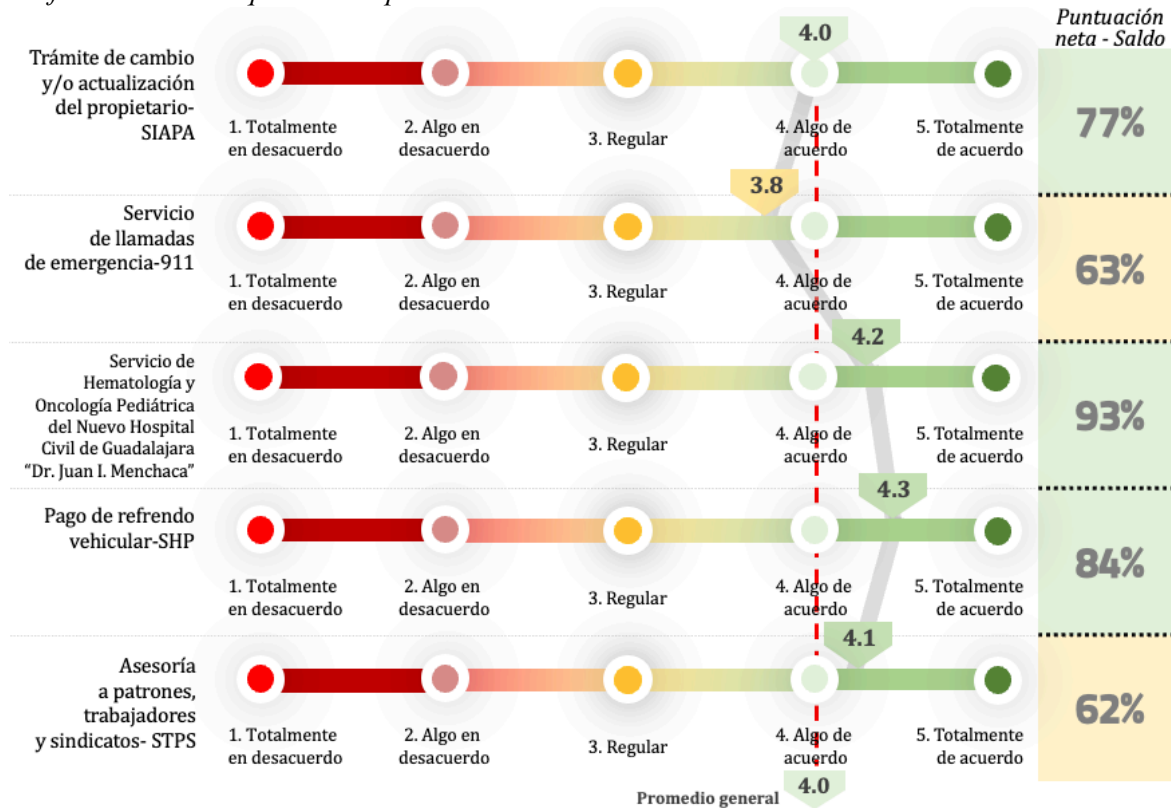 Puntuación
neta - Saldo
4.0
Trámite de cambio
y/o actualización
del propietario-
SIAPA
1. Totalmente
en desacuerdo
2. Algo en
desacuerdo
3. Regular
4. Algo de
acuerdo
5. Totalmente
de acuerdo
77%
3.8
Servicio
de llamadas
de emergencia-911
1. Totalmente
en desacuerdo
2. Algo en
desacuerdo
3. Regular
4. Algo de
acuerdo
5. Totalmente
de acuerdo
63%
4.2
Servicio de
Hematología y
Oncología Pediátrica
del Nuevo Hospital
Civil de Guadalajara
“Dr. Juan I. Menchaca”
1. Totalmente
en desacuerdo
2. Algo en
desacuerdo
3. Regular
4. Algo de
acuerdo
5. Totalmente
de acuerdo
93%
4.3
Pago de refrendo
vehicular-SHP
1. Totalmente
en desacuerdo
2. Algo en
desacuerdo
3. Regular
4. Algo de
acuerdo
5. Totalmente
de acuerdo
84%
4.1
Asesoría
a patrones,
trabajadores
y sindicatos- STPS
1. Totalmente
en desacuerdo
2. Algo en
desacuerdo
3. Regular
4. Algo de
acuerdo
5. Totalmente
de acuerdo
62%
Promedio general
4.0